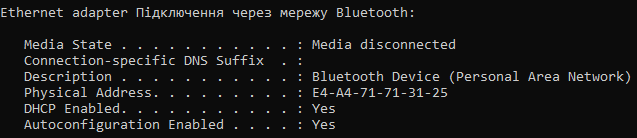 Ethernet adapter Підключення через мережу Bluetooth:
Media State . . . . . . . . . . . : Media disconnected
Connection-specific DNS Suffix  . :
Description . . . . . . . . . . . : Bluetooth Device (Personal Area Network)
Physical Address. . . . . . . . . : E4-A4-71-71-31-25
DHCP Enabled. . . . . . . . . . . : Yes
Autoconfiguration Enabled . . . . : Yes